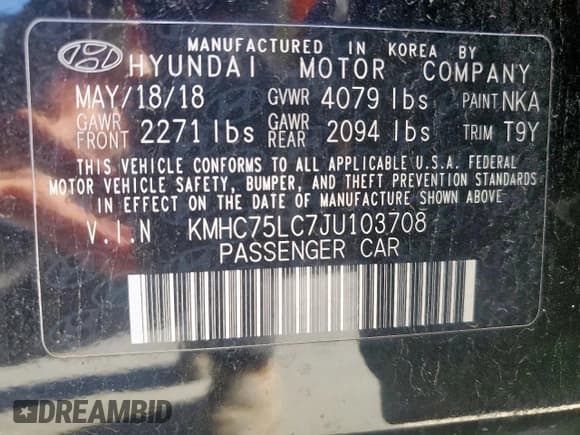 MANUFACTURED IN KOREA BY
HYUNDAI MOTOR COMPANY
MAY/18/18 GVWR 4079 lbs PAINT NKA
GAWR FRONT 2271 lbs GAWR REAR 2094 lbs TRIM T9Y
THIS VEHICLE CONFORMS TO ALL APPLICABLE U.S.A. FEDERAL
MOTOR VEHICLE SAFETY, BUMPER, AND THEFT PREVENTION STANDARDS
IN EFFECT ON THE DATE OF MANUFACTURE SHOWN ABOVE
V.I.N KMHC75LC7JU103708
PASSENGER CAR
DREAMBID